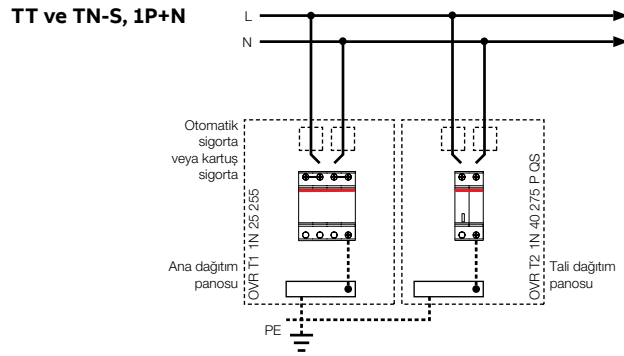 TT ve TN-S, 1P+N
L
N
Otomatik
sigorta
veya kartuş
sigorta
OVR T1 1N 25 255
OVR T2 1N 40 275 P QS
Ana dağıtım
panosu
Tali dağıtım
panosu
PE